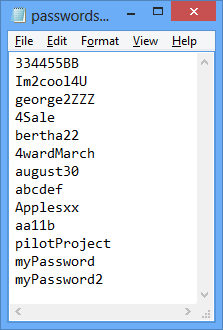 passwords...
File Edit Format View Help
334455BB
Im2cool4U
george2ZZZ
4Sale
bertha22
4wardMarch
august30
abcdef
Applesxx
aa11b
pilotProject
myPassword
myPassword2